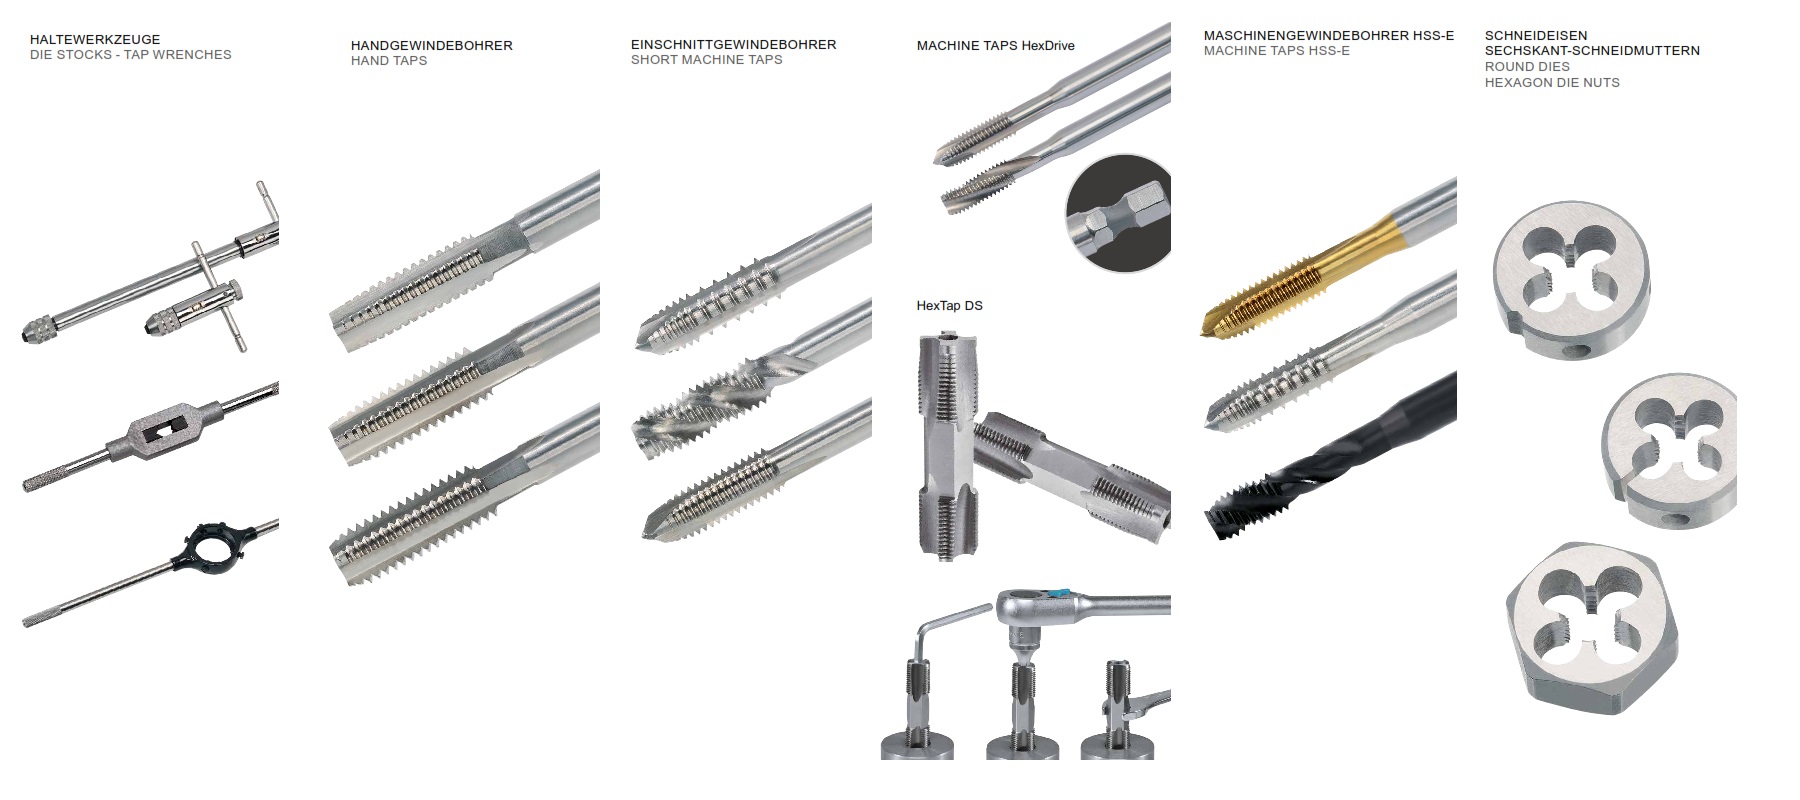 HALTEWERKZEUGE
DIE STOCKS - TAP WRENCHES
HANDGEWINDEBOHRER
HAND TAPS
EINSCHNITTGEWINDEBOHRER
SHORT MACHINE TAPS
MACHINE TAPS HexDrive
HexTap DS
MASCHINENGEWINDEBOHRER HSS-E
MACHINE TAPS HSS-E
SCHNEIDEISEN
SECHSKANT-SCHNEIDMUTTERN
ROUND DIES
HEXAGON DIE NUTS